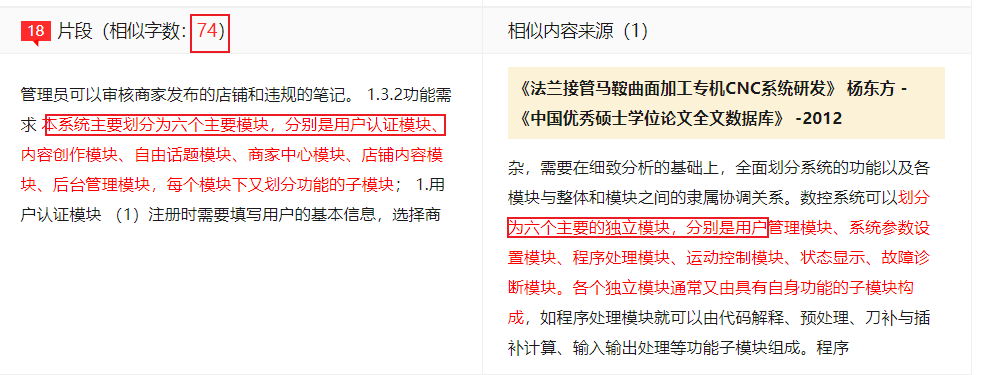 18 片段（相似字数：74）
相似内容来源（1）
管理员可以审核商家发布的店铺和违规的笔记。 1.3.2功能需
求 本系统主要划分为六个主要模块，分别是用户认证模块、
内容创作模块、自由话题模块、商家中心模块、店铺内容模
块、后台管理模块，每个模块下又划分功能的子模块； 1.用
户认证模块 （1）注册时需要填写用户的基本信息，选择商
《法兰接管马鞍曲面加工专机CNC系统研发》 杨东方 -
《中国优秀硕士学位论文全文数据库》 -2012
杂，需要在细致分析的基础上，全面划分系统的功能以及各
模块与整体和模块之间的隶属协调关系。数控系统可以划分
为六个主要的独立模块，分别是用户管理模块、系统参数设
置模块、程序处理模块、运动控制模块、状态显示、故障诊
断模块。各个独立模块通常又由具有自身功能的子模块构
成，如程序处理模块就可以由代码解释、预处理、刀补与插
补计算、输入输出处理等功能子模块组成。程序